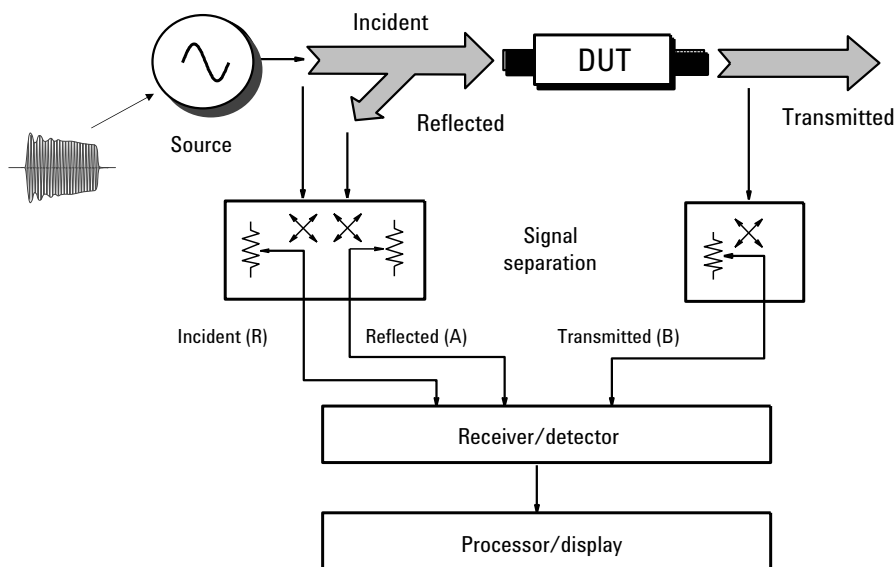 Incident
DUT
Reflected
Transmitted
Source
Signal
separation
Incident (R)
Reflected (A)
Transmitted (B)
Receiver/detector
Processor/display